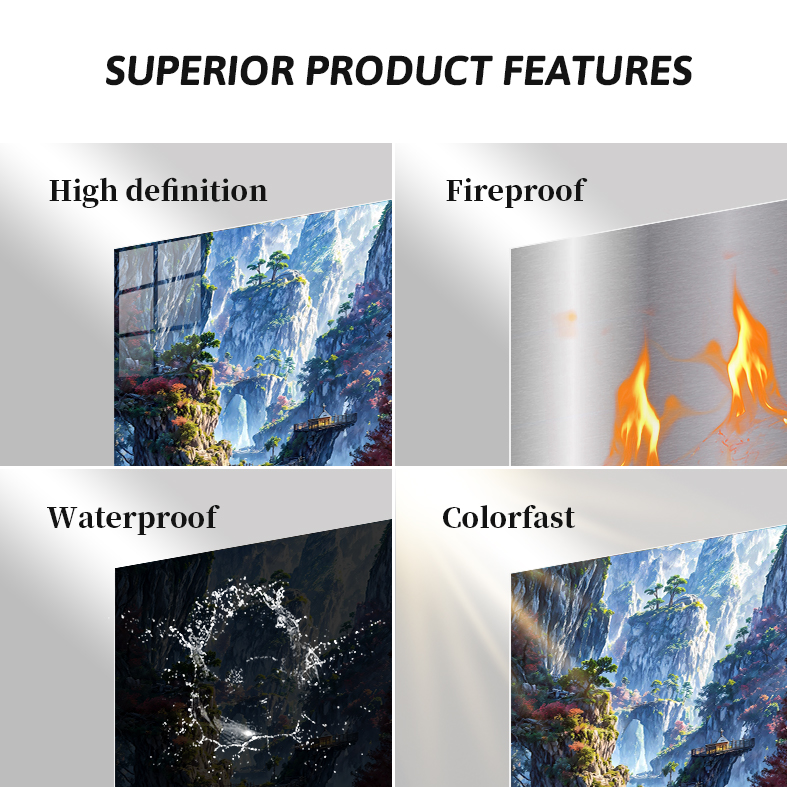 SUPERIOR PRODUCT FEATURES
High definition
Fireproof
Waterproof
Colorfast